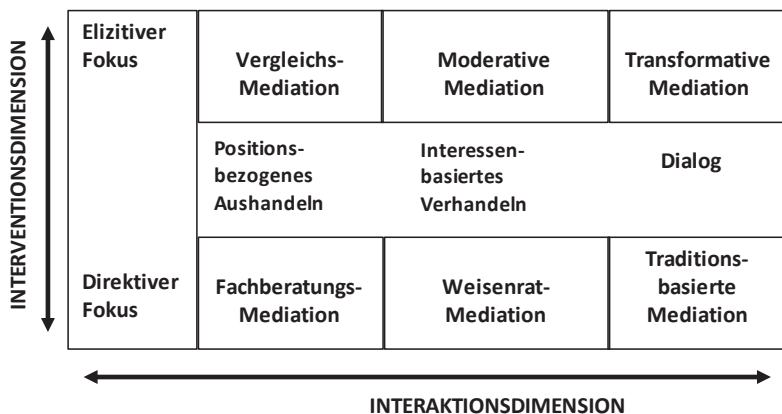 INTERVENTIONSDIMENSION
Elizitiver
Fokus
Vergleichs-
Mediation
Moderative
Mediation
Transformative
Mediation
Positions-
bezogenes
Aushandeln
Interessen-
basiertes
Verhandeln
Dialog
Direktiver
Fokus
Fachberatungs-
Mediation
Weisenrat-
Mediation
Traditions-
basierte
Mediation
INTERAKTIONSDIMENSION